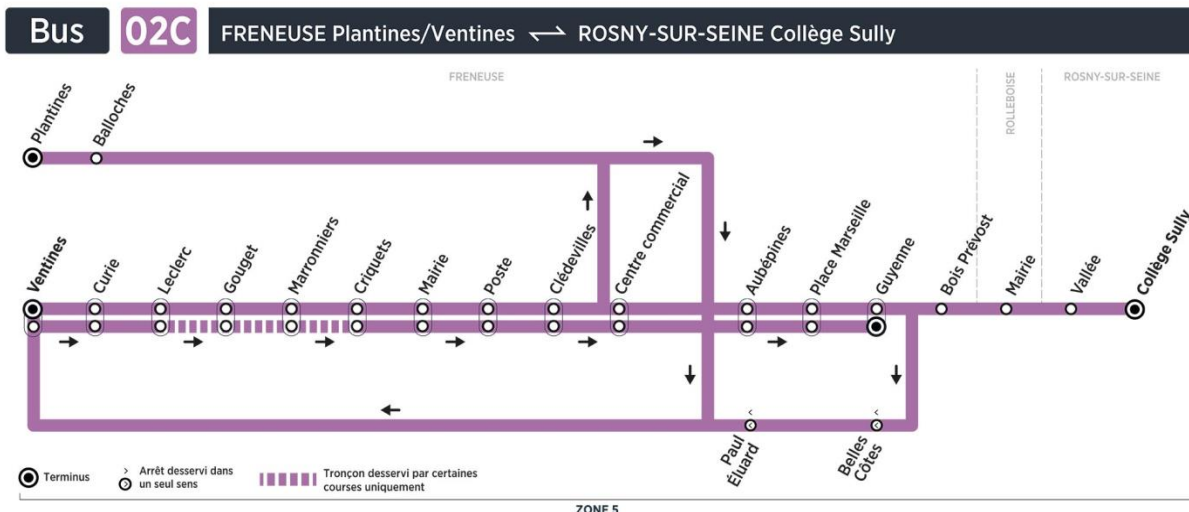 Bus 02C FRENEUSE Plantines/Ventines ROSNY-SUR-SEINE Collège Sully
FRENEUSE
ROLLEBOISE
ROSNY-SUR-SEINE
Plantines
Balloches
Ventines
Curie
Leclerc
Gouget
Marronniers
Criquets
Mairie
Poste
Clédevilles
Centre commercial
Aubépines
Place Marseille
Guyenne
Bois Prévost
Mairie
Vallée
Collège Sully
Paul
Éluard
Belles
Côtes
Terminus
Arrêt desservi dans
un seul sens
Tronçon desservi par certaines
courses uniquement
ZONE 5